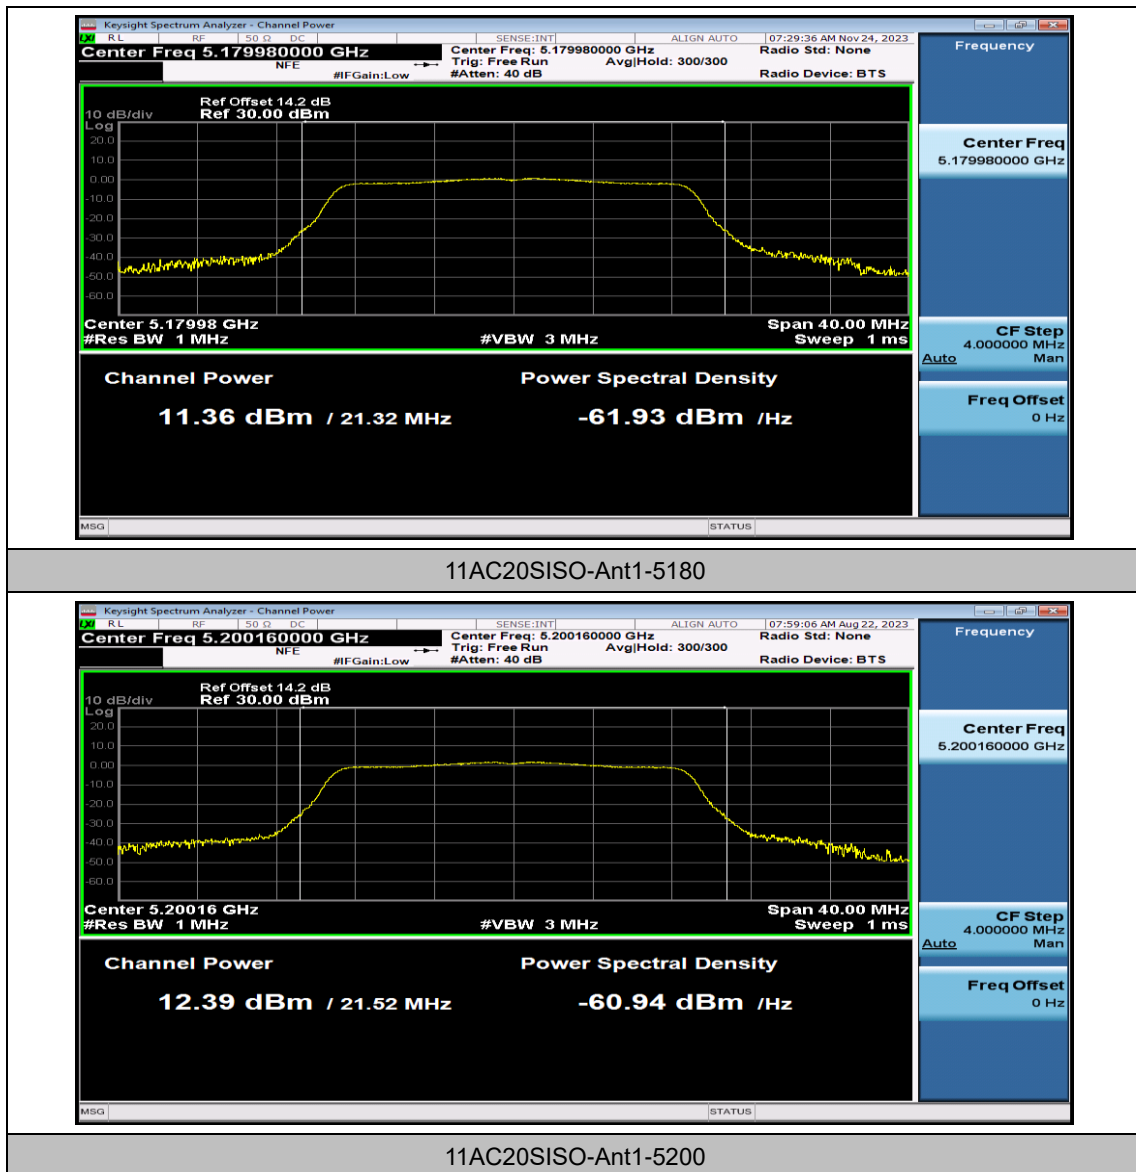 Keysight Spectrum Analyzer - Channel Power
LXI RL RF 50 Ω DC SENSE:INT ALIGN AUTO 07:29:36 AM Nov 24, 2023
Center Freq 5.179980000 GHz Center Freq: 5.179980000 GHz Radio Std: None
NFE Trig: Free Run Avg|Hold: 300/300
#IFGain:Low #Atten: 40 dB Radio Device: BTS
Frequency
Ref Offset 14.2 dB
10 dB/div Ref 30.00 dBm
Log
20.0
10.0
0.00
-10.0
-20.0
-30.0
-40.0
-50.0
-60.0
Center 5.17998 GHz Span 40.00 MHz
#Res BW 1 MHz #VBW 3 MHz Sweep 1 ms
Center Freq
5.179980000 GHz
CF Step
4.000000 MHz
Auto Man
Freq Offset
0 Hz
Channel Power Power Spectral Density
11.36 dBm / 21.32 MHz -61.93 dBm /Hz
MSG STATUS
11AC20SISO-Ant1-5180
Keysight Spectrum Analyzer - Channel Power
LXI RL RF 50 Ω DC SENSE:INT ALIGN AUTO 07:59:06 AM Aug 22, 2023
Center Freq 5.200160000 GHz Center Freq: 5.200160000 GHz Radio Std: None
NFE Trig: Free Run Avg|Hold: 300/300
#IFGain:Low #Atten: 40 dB Radio Device: BTS
Frequency
Ref Offset 14.2 dB
10 dB/div Ref 30.00 dBm
Log
20.0
10.0
0.00
-10.0
-20.0
-30.0
-40.0
-50.0
-60.0
Center 5.20016 GHz Span 40.00 MHz
#Res BW 1 MHz #VBW 3 MHz Sweep 1 ms
Center Freq
5.200160000 GHz
CF Step
4.000000 MHz
Auto Man
Freq Offset
0 Hz
Channel Power Power Spectral Density
12.39 dBm / 21.52 MHz -60.94 dBm /Hz
MSG STATUS
11AC20SISO-Ant1-5200